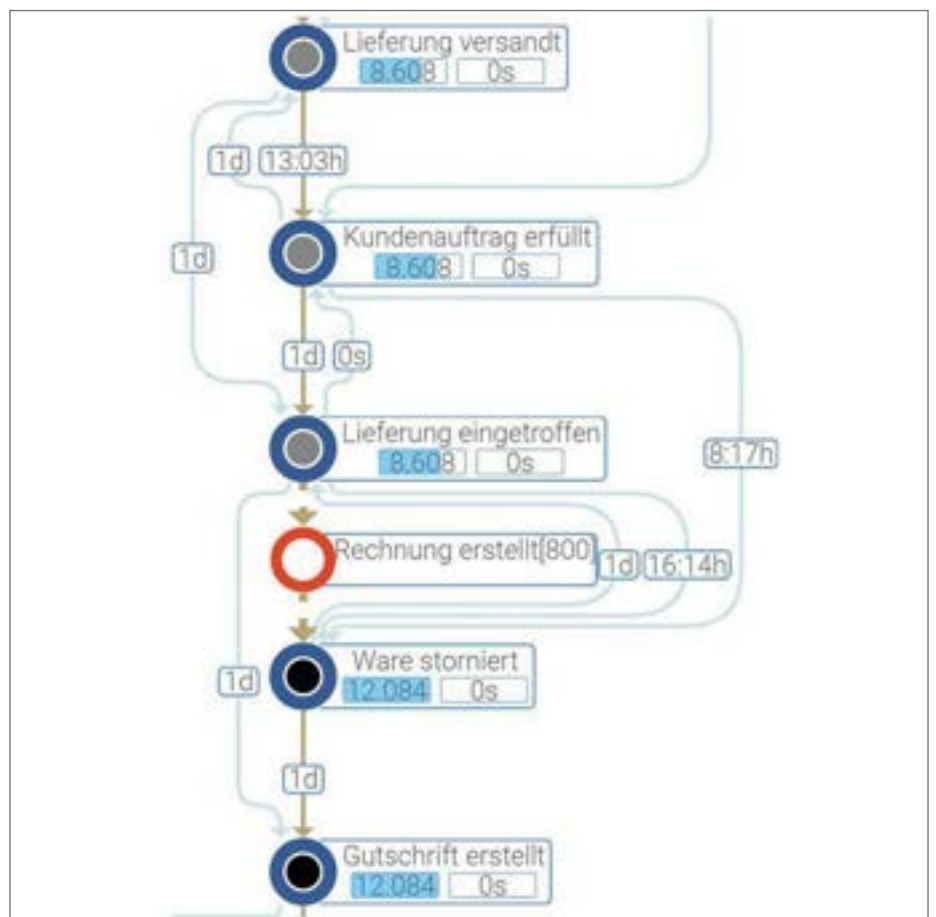 Lieferung versandt
8.608 0s
1d 13:03h
Kundenauftrag erfüllt
8.608 0s
1d
1d 0s
Lieferung eingetroffen
8.608 0s
8:17h
Rechnung erstellt[800]
1d 16:14h
Ware storniert
12.084 0s
1d
1d
Gutschrift erstellt
12.084 0s